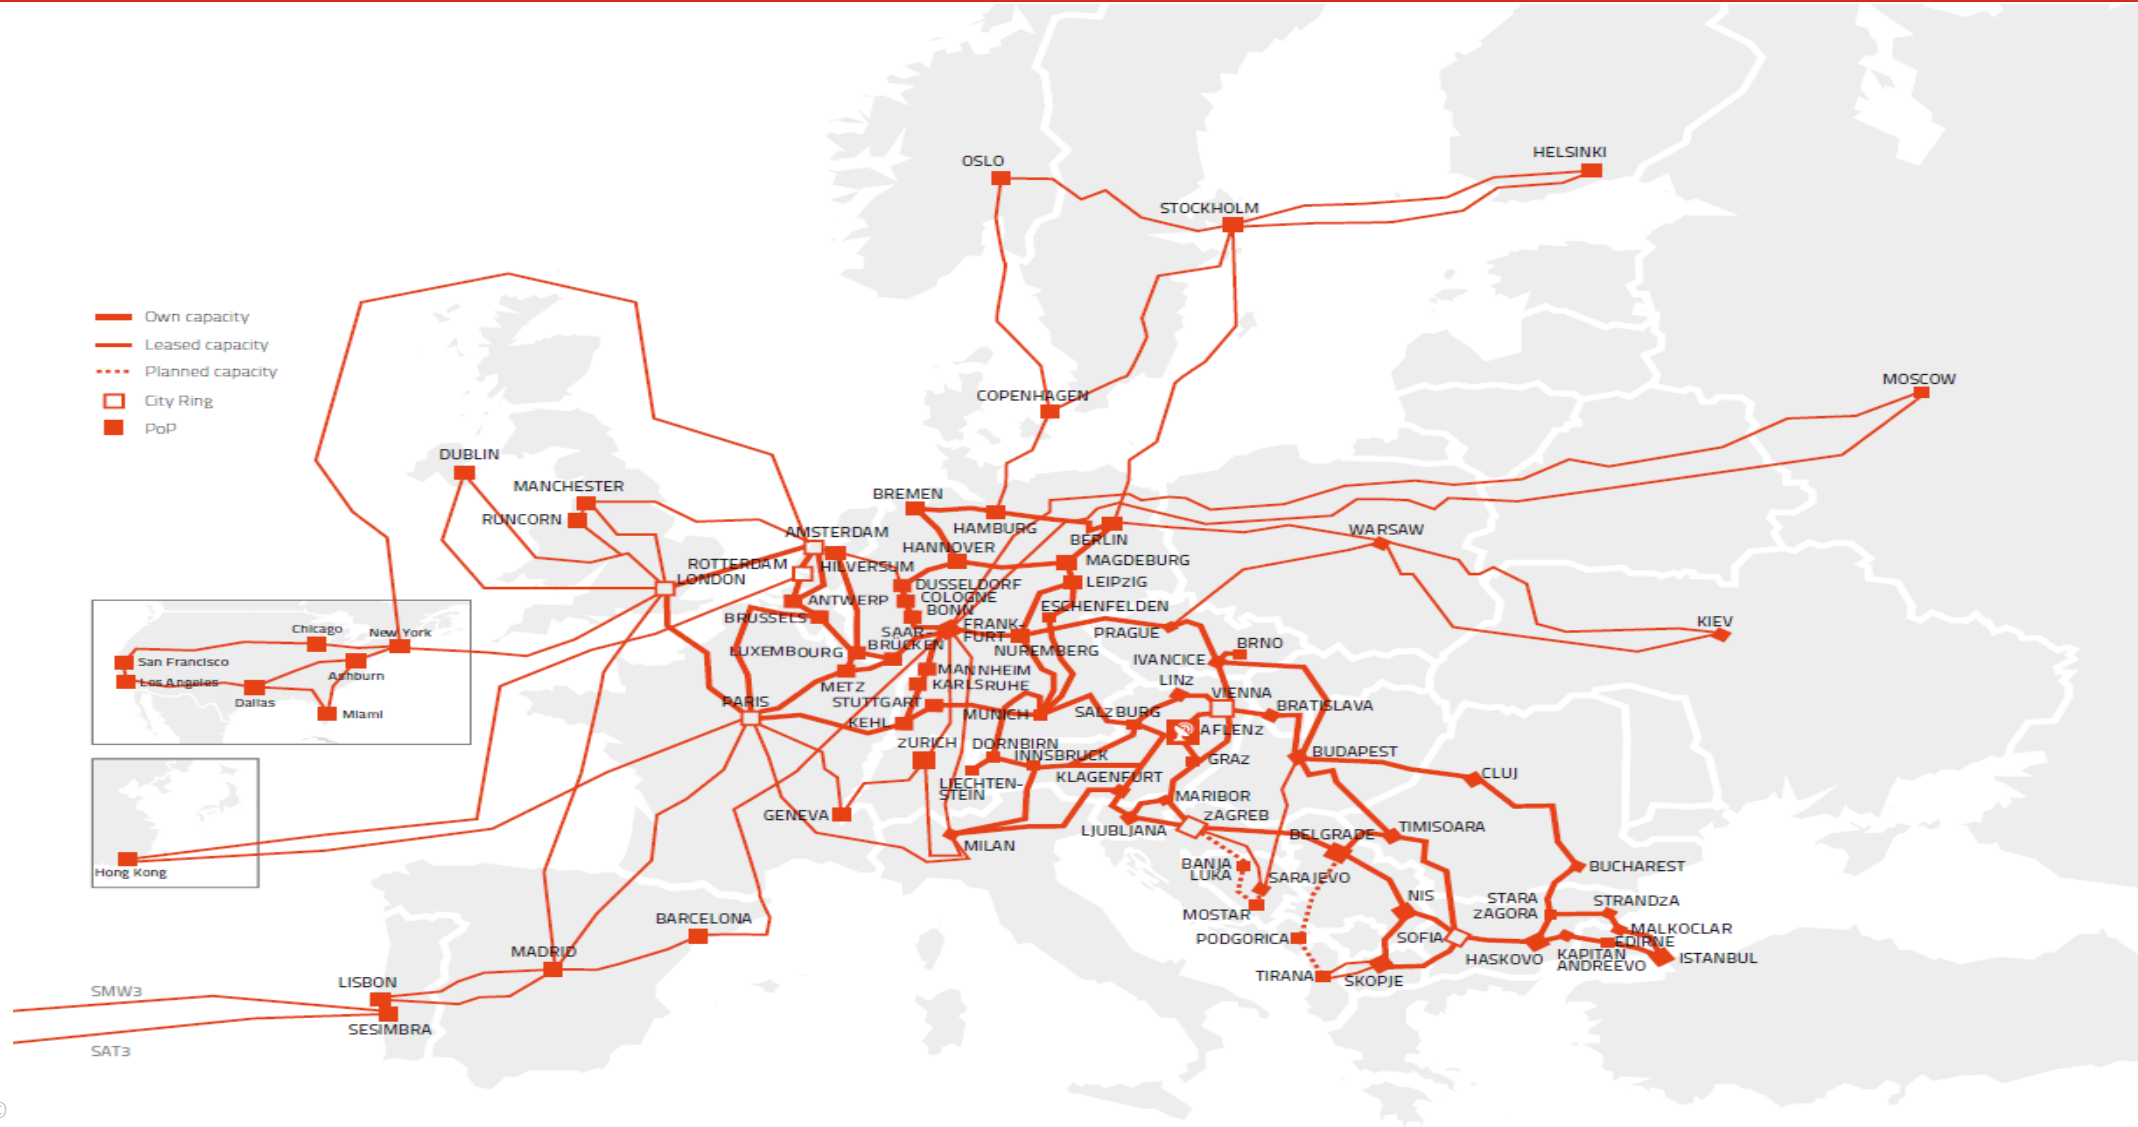 OSLO
HELSINKI
STOCKHOLM
Own capacity
Leased capacity
Planned capacity
City Ring
PoP
COPENHAGEN
MOSCOW
DUBLIN
MANCHESTER
RUNCORN
BREMEN
HAMBURG
AMSTERDAM
HANNOVER
BERLIN
WARSAW
ROTTERDAM
HILVERSUM
MAGDEBURG
LONDON
DUSSELDORF
LEIPZIG
ANTWERP
COLOGNE
BONN
ESCHENFELDEN
BRUSSELS
FRANK-
FURT
PRAGUE
KIEV
SAAR-
BRÜCKEN
NUREMBERG
BRNO
LUXEMBOURG
IVANCICE
Chicago
New York
San Francisco
Los Angeles
Ashburn
Dallas
Miami
MANNHEIM
KARLSRUHE
METZ
LINZ
VIENNA
PARIS
STUTTGART
MUNICH
SALZBURG
BRATISLAVA
KEHL
AFLENZ
ZURICH
DORNBIRN
INNSBRUCK
GRAZ
BUDAPEST
LIECHTEN-
STEIN
KLAGENFURT
CLUJ
MARIBOR
GENEVA
ZAGREB
LJUBLJANA
BELGRADE
TIMISOARA
MILAN
BANJA
LUKA
SARAJEVO
BUCHAREST
Hong Kong
NIS
STARA
ZAGORA
STRANDZA
MOSTAR
BARCELONA
MALKOCLAR
PODGORICA
SOFIA
EDIRNE
MADRID
HASKOVO
KAPITAN
ANDREEVO
ISTANBUL
TIRANA
SKOPJE
LISBON
SMW3
SESIMBRA
SAT3
©